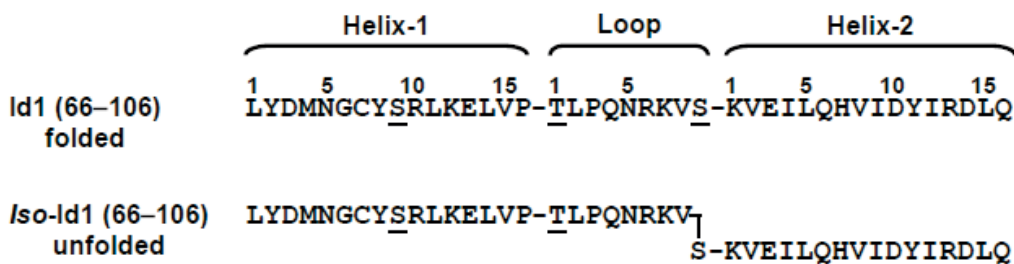 Helix-1 Loop Helix-2
1 5 10 15 1 5 1 5 10 15
Id1 (66–106) LYDMNGCYSRLKELVP-TLPQNRKVS-KVEILQHVIDYIRDLQ
folded
Iso-Id1 (66–106) LYDMNGCYSRLKELVP-TLPQNRKV
unfolded S-KVEILQHVIDYIRDLQ